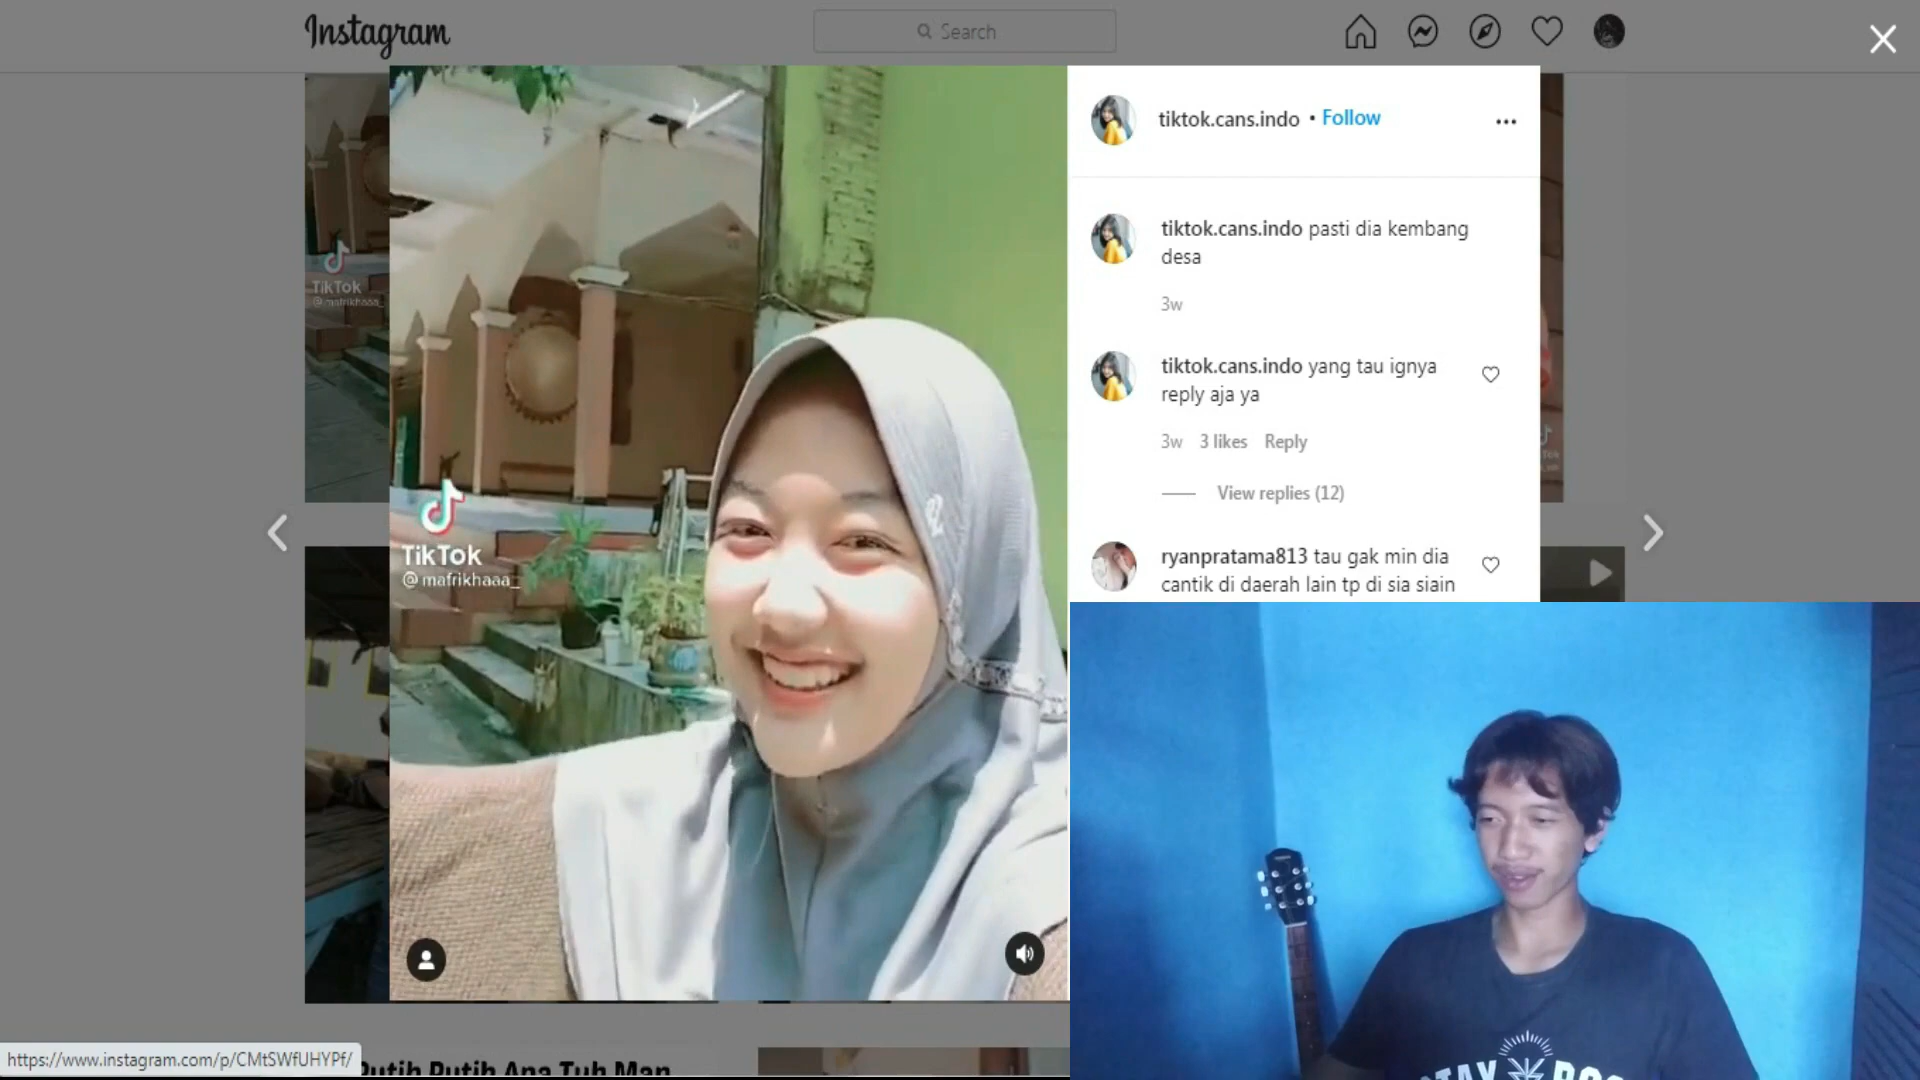 Instagram
Search
tiktok.cans.indo • Follow
tiktok.cans.indo pasti dia kembang
desa
3w
tiktok.cans.indo yang tau ignya
reply aja ya
3w 3 likes Reply
View replies (12)
ryanpratama813 tau gak min dia
cantik di daerah lain tp di sia siain
TikTok
@mafrikhaaa_
TikTok
@mafrikhaaa_
https://www.instagram.com/p/CMtSWfUHYPf/
Putih Putih Apa Tuh Man